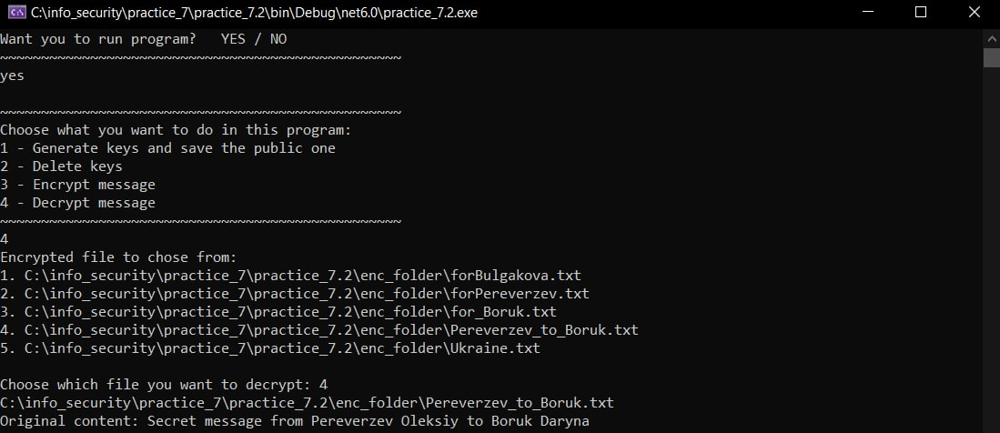 C:\info_security\practice_7\practice_7.2\bin\Debug\net6.0\practice_7.2.exe
Want you to run program?   YES / NO
~~~~~~~~~~~~~~~~~~~~~~~~~~~~~~~~~~~~~~~~~~~~~~~~~
yes
~~~~~~~~~~~~~~~~~~~~~~~~~~~~~~~~~~~~~~~~~~~~~~~~~
Choose what you want to do in this program:
1 - Generate keys and save the public one
2 - Delete keys
3 - Encrypt message
4 - Decrypt message
~~~~~~~~~~~~~~~~~~~~~~~~~~~~~~~~~~~~~~~~~~~~~~~~~
4
Encrypted file to chose from:
1. C:\info_security\practice_7\practice_7.2\enc_folder\forBulgakova.txt
2. C:\info_security\practice_7\practice_7.2\enc_folder\forPereverzev.txt
3. C:\info_security\practice_7\practice_7.2\enc_folder\for_Boruk.txt
4. C:\info_security\practice_7\practice_7.2\enc_folder\Pereverzev_to_Boruk.txt
5. C:\info_security\practice_7\practice_7.2\enc_folder\Ukraine.txt
Choose which file you want to decrypt: 4
C:\info_security\practice_7\practice_7.2\enc_folder\Pereverzev_to_Boruk.txt
Original content: Secret message from Pereverzev Oleksiy to Boruk Daryna